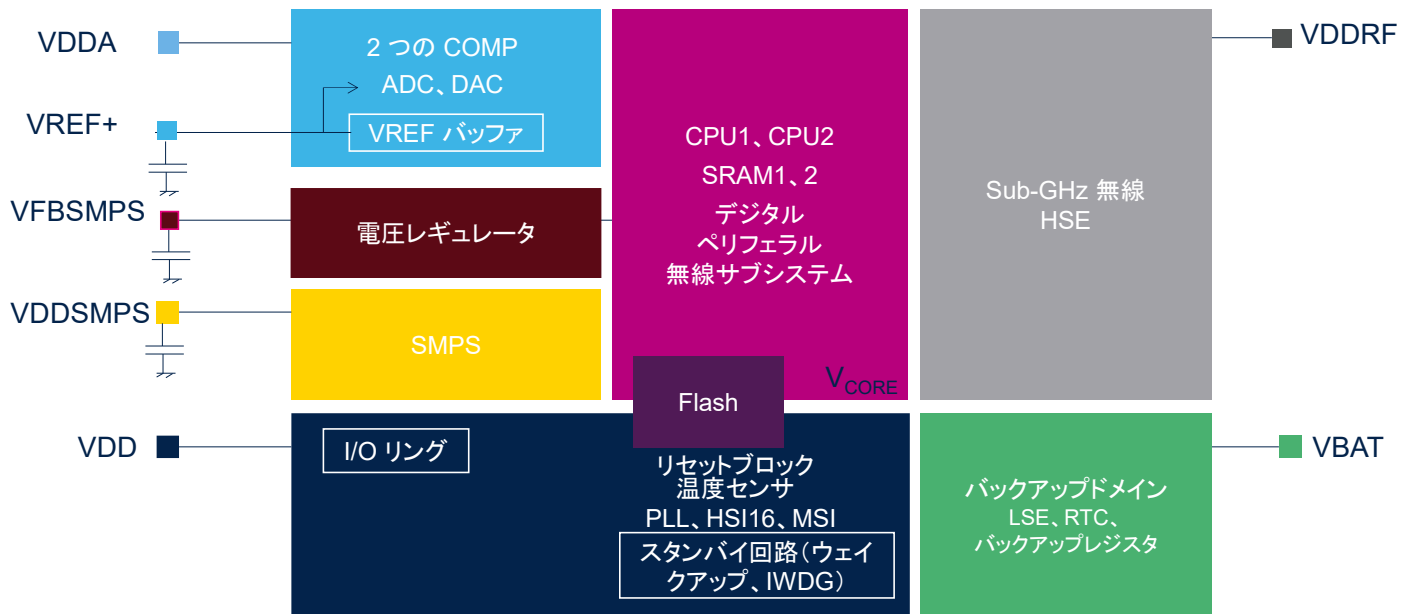 VDDA
VREF+
VFBSMPS
VDDSMPS
VDD
2 つの COMP
ADC、DAC
VREF バッファ
電圧レギュレータ
SMPS
CPU1、CPU2
SRAM1、2
デジタル
ペリフェラル
無線サブシステム
VCORE
Flash
I/O リング
リセットブロック
温度センサ
PLL、HSI16、MSI
スタンバイ回路（ウェイ
クアップ、IWDG）
Sub-GHz 無線
HSE
VDDRF
バックアップドメイン
LSE、RTC、
バックアップレジスタ
VBAT